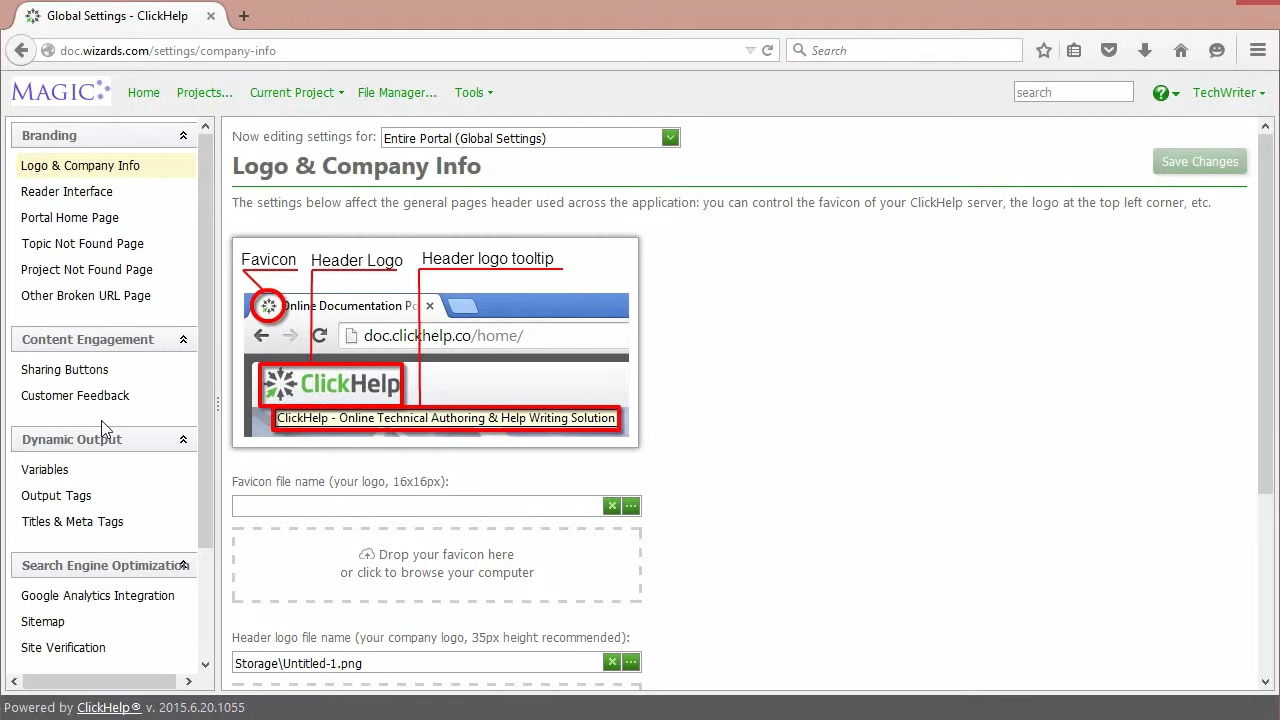 Global Settings - ClickHelp
doc.wizards.com/settings/company-info
Search
MAGIC
Home
Projects...
Current Project
File Manager...
Tools
search
TechWriter
Branding
Logo & Company Info
Reader Interface
Portal Home Page
Topic Not Found Page
Project Not Found Page
Other Broken URL Page
Content Engagement
Sharing Buttons
Customer Feedback
Dynamic Output
Variables
Output Tags
Titles & Meta Tags
Search Engine Optimization
Google Analytics Integration
Sitemap
Site Verification
Now editing settings for: Entire Portal (Global Settings)
Logo & Company Info
Save Changes
The settings below affect the general pages header used across the application: you can control the favicon of your ClickHelp server, the logo at the top left corner, etc.
Favicon
Header Logo
Header logo tooltip
Online Documentation Po
doc.clickhelp.co/home/
ClickHelp
ClickHelp - Online Technical Authoring & Help Writing Solution
Favicon file name (your logo, 16x16px):
Drop your favicon here
or click to browse your computer
Header logo file name (your company logo, 35px height recommended):
Storage\Untitled-1.png
Powered by ClickHelp® v. 2015.6.20.1055